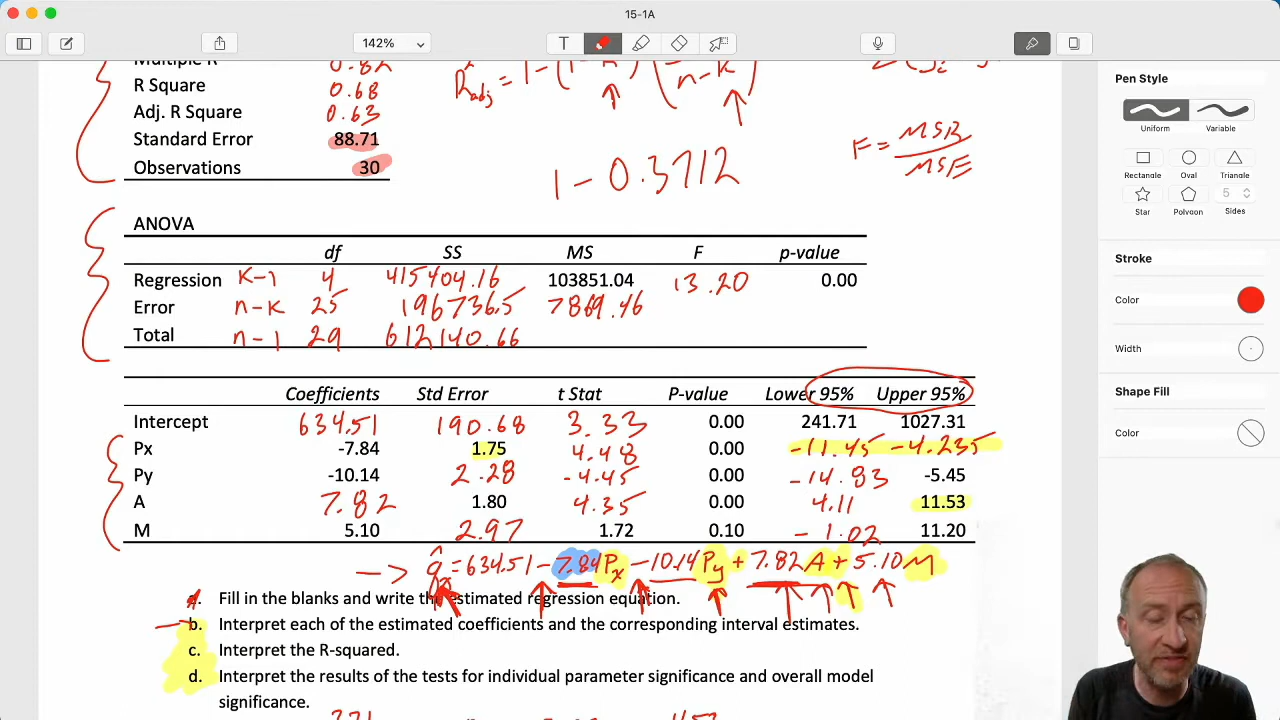 15-1A
142%
T
Multiple R 0.82
R Square 0.68
Adj. R Square 0.63
Standard Error 88.71
Observations 30
R²adj = 1-(1-
n-k
F = MSR
MSE
1 - 0.3712
ANOVA
df SS MS F p-value
Regression K-1 4 415404.16 103851.04 13.20 0.00
Error n-k 25 196736.5 7869.46
Total n-1 29 612140.66
Coefficients Std Error t Stat P-value Lower 95% Upper 95%
Intercept 634.51 190.68 3.33 0.00 241.71 1027.31
Px -7.84 1.75 4.48 0.00 -11.45 -4.235
Py -10.14 2.28 -4.45 0.00 -14.83 -5.45
A 7.82 1.80 4.35 0.00 4.11 11.53
M 5.10 2.97 1.72 0.10 -1.02 11.20
= 634.51 - 7.84Px - 10.14Py + 7.82A + 5.10M
a. Fill in the blanks and write the estimated regression equation.
b. Interpret each of the estimated coefficients and the corresponding interval estimates.
c. Interpret the R-squared.
d. Interpret the results of the tests for individual parameter significance and overall model
significance.
Pen Style
Uniform Variable
Rectangle Oval Triangle
5
Star Polygon Sides
Stroke
Color
Width
Shape Fill
Color